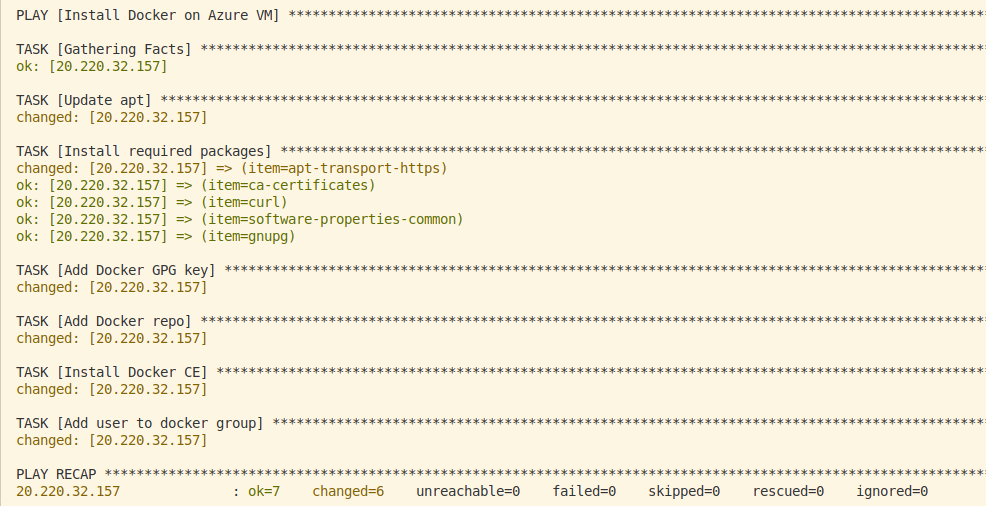 PLAY [Install Docker on Azure VM] ****************************************************************************************
TASK [Gathering Facts] ***************************************************************************************************
ok: [20.220.32.157]
TASK [Update apt] ********************************************************************************************************
changed: [20.220.32.157]
TASK [Install required packages] *****************************************************************************************
changed: [20.220.32.157] => (item=apt-transport-https)
ok: [20.220.32.157] => (item=ca-certificates)
ok: [20.220.32.157] => (item=curl)
ok: [20.220.32.157] => (item=software-properties-common)
ok: [20.220.32.157] => (item=gnupg)
TASK [Add Docker GPG key] ************************************************************************************************
changed: [20.220.32.157]
TASK [Add Docker repo] ***************************************************************************************************
changed: [20.220.32.157]
TASK [Install Docker CE] *************************************************************************************************
changed: [20.220.32.157]
TASK [Add user to docker group] ******************************************************************************************
changed: [20.220.32.157]
PLAY RECAP ***************************************************************************************************************
20.220.32.157              : ok=7    changed=6    unreachable=0    failed=0    skipped=0    rescued=0    ignored=0